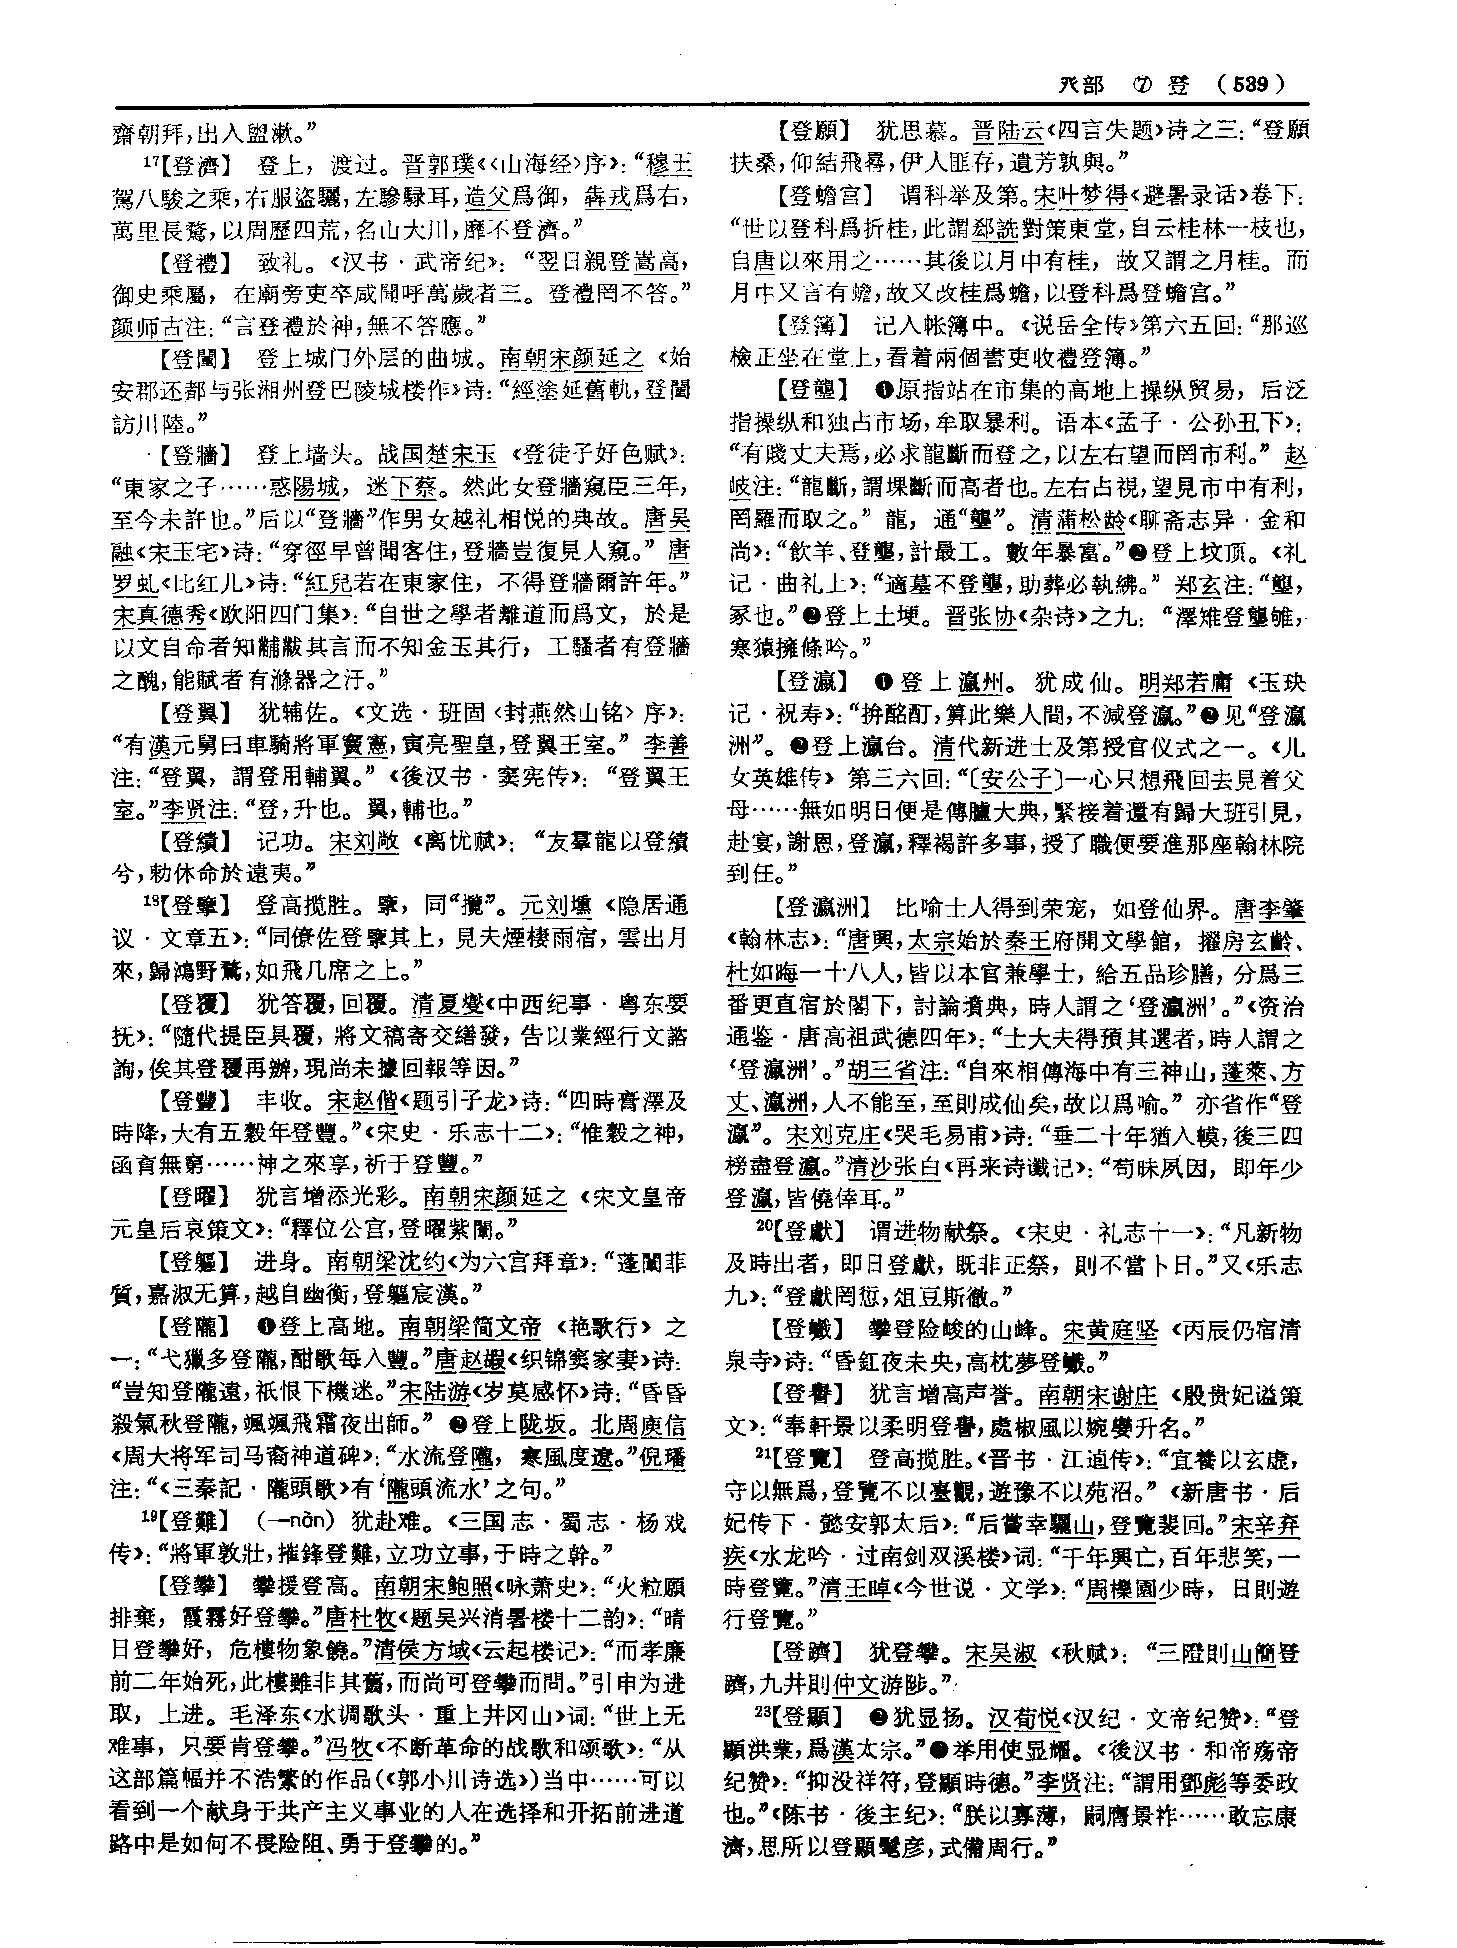 癶部 ⑦ 登 （539）
齋朝拜，出入盥漱。”
17【登濟】 登上，渡过。晋郭璞《〈山海经〉序》：“穆王
駕八駿之乘，右服盜驪，左驂騄耳，造父爲御，犇戎爲右，
萬里長騖，以周歷四荒，名山大川，靡不登濟。”
【登禮】 致礼。《汉书·武帝纪》：“翌日親登嵩高，
御史乘屬，在廟旁吏卒咸聞呼萬歲者三。登禮罔不答。”
颜师古注：“言登禮於神，無不答應。”
【登闉】 登上城门外层的曲城。南朝宋颜延之《始
安郡还都与张湘州登巴陵城楼作》诗：“經塗延舊軌，登闉
訪川陸。”
【登牆】 登上墙头。战国楚宋玉《登徒子好色赋》：
“東家之子……惑陽城，迷下蔡。然此女登牆窺臣三年，
至今未許也。”后以“登牆”作男女越礼相悦的典故。唐吴
融《宋玉宅》诗：“穿徑早曾聞客住，登牆豈復見人窺。”唐
罗虬《比红儿》诗：“紅兒若在東家住，不得登牆爾許年。”
宋真德秀《欧阳四门集》：“自世之學者離道而爲文，於是
以文自命者知黼黻其言而不知金玉其行，工騷者有登牆
之醜，能賦者有滌器之汙。”
【登翼】 犹辅佐。《文选·班固〈封燕然山铭〉序》：
“有漢元舅曰車騎將軍竇憲，寅亮聖皇，登翼王室。”李善
注：“登翼，謂登用輔翼。”《後汉书·窦宪传》：“登翼王
室。”李贤注：“登，升也。翼，輔也。”
【登績】 记功。宋刘敞《离忧赋》：“友羣龍以登績
兮，勑休命於遠夷。”
18【登擥】 登高揽胜。擥，同“攬”。元刘壎《隐居通
议·文章五》：“同僚佐登擥其上，見夫煙棲雨宿，雲出月
來，歸鴻野鶩，如飛几席之上。”
【登覆】 犹答覆，回覆。清夏燮《中西纪事·粤东要
抚》：“隨代提臣具覆，將文稿寄交繕發，告以業經行文諮
詢，俟其登覆再辦，現尚未據回報等因。”
【登豐】 丰收。宋赵偕《题引子龙》诗：“四時膏澤及
時降，大有五穀年登豐。”《宋史·乐志十二》：“惟穀之神，
函育無窮……神之來享，祈于登豐。”
【登曜】 犹言增添光彩。南朝宋颜延之《宋文皇帝
元皇后哀策文》：“釋位公宫，登曜紫闈。”
【登軀】 进身。南朝梁沈约《为六宫拜章》：“蓬闈菲
質，嘉淑无算，越自幽衡，登軀宸漢。”
【登隴】 ❶登上高地。南朝梁简文帝《艳歌行》之
一：“弋獵多登隴，酣歌每入豐。”唐赵嘏《织锦窦家妻》诗：
“豈知登隴遠，祇恨下機迷。”宋陆游《岁莫感怀》诗：“昏昏
殺氣秋登隴，颯颯飛霜夜出師。” ❷登上陇坂。北周庾信
《周大将军司马裔神道碑》：“水流登隴，寒風度遼。”倪璠
注：“《三秦記·隴頭歌》有‘隴頭流水’之句。”
19【登難】 （—nàn）犹赴难。《三国志·蜀志·杨戏
传》：“將軍敦壯，摧鋒登難，立功立事，于時之幹。”
【登攀】 攀援登高。南朝宋鲍照《咏萧史》：“火粒願
排棄，霞霧好登攀。”唐杜牧《题吴兴消暑楼十二韵》：“晴
日登攀好，危樓物象饒。”清侯方域《云起楼记》：“而孝廉
前二年始死，此樓雖非其舊，而尚可登攀而問。”引申为进
取，上进。毛泽东《水调歌头·重上井冈山》词：“世上无
难事，只要肯登攀。”冯牧《不断革命的战歌和颂歌》：“从
这部篇幅并不浩繁的作品（《郭小川诗选》）当中……可以
看到一个献身于共产主义事业的人在选择和开拓前进道
路中是如何不畏险阻、勇于登攀的。”
【登願】 犹思慕。晋陆云《四言失题》诗之三：“登願
扶桑，仰結飛尋，伊人匪存，遺芳孰與。”
【登蟾宫】 谓科举及第。宋叶梦得《避暑录话》卷下：
“世以登科爲折桂，此謂郄詵對策東堂，自云桂林一枝也，
自唐以來用之……其後以月中有桂，故又謂之月桂。而
月中又言有蟾，故又改桂爲蟾，以登科爲登蟾宫。”
【登簿】 记入帐簿中。《说岳全传》第六五回：“那巡
檢正坐在堂上，看着兩個書吏收禮登簿。”
【登壟】 ❶原指站在市集的高地上操纵贸易，后泛
指操纵和独占市场，牟取暴利。语本《孟子·公孙丑下》：
“有賤丈夫焉，必求龍斷而登之，以左右望而罔市利。”赵
岐注：“龍斷，謂堁斷而高者也。左右占視，望見市中有利，
罔羅而取之。”龍，通“壟”。清蒲松龄《聊斋志异·金和
尚》：“飲羊、登壟，計最工。數年暴富。”❷登上坟顶。《礼
记·曲礼上》：“適墓不登壟，助葬必執紼。”郑玄注：“壟，
冢也。”❸登上土埂。晋张协《杂诗》之九：“澤雉登壟雊，
寒猿擁條吟。”
【登瀛】 ❶登上瀛州。犹成仙。明郑若庸《玉玦
记·祝寿》：“拚酩酊，算此樂人間，不減登瀛。”❷见“登瀛
洲”。❸登上瀛台。清代新进士及第授官仪式之一。《儿
女英雄传》第三六回：“〔安公子〕一心只想飛回去見着父
母……無如明日便是傳臚大典，緊接着還有歸大班引見，
赴宴，謝恩，登瀛，釋褐許多事，授了職便要進那座翰林院
到任。”
【登瀛洲】 比喻士人得到荣宠，如登仙界。唐李肇
《翰林志》：“唐興，太宗始於秦王府開文學館，擢房玄齡、
杜如晦一十八人，皆以本官兼學士，給五品珍膳，分爲三
番更直宿於閣下，討論墳典，時人謂之‘登瀛洲’。”《资治
通鉴·唐高祖武德四年》：“士大夫得預其選者，時人謂之
‘登瀛洲’。”胡三省注：“自來相傳海中有三神山，蓬萊、方
丈、瀛洲，人不能至，至則成仙矣，故以爲喻。”亦省作“登
瀛”。宋刘克庄《哭毛易甫》诗：“垂二十年猶入幙，後三四
榜盡登瀛。”清沙张白《再来诗谶记》：“苟昧夙因，即年少
登瀛，皆僥倖耳。”
20【登獻】 谓进物献祭。《宋史·礼志十一》：“凡新物
及時出者，即日登獻，既非正祭，則不當卜日。”又《乐志
九》：“登獻罔愆，俎豆斯徹。”
【登巇】 攀登险峻的山峰。宋黄庭坚《丙辰仍宿清
泉寺》诗：“昏釭夜未央，高枕夢登巇。”
【登譽】 犹言增高声誉。南朝宋谢庄《殷贵妃谥策
文》：“奉軒景以柔明登譽，處椒風以婉孌升名。”
21【登覽】 登高揽胜。《晋书·江逌传》：“宜養以玄虚，
守以無爲，登覽不以臺觀，遊豫不以苑沼。”《新唐书·后
妃传下·懿安郭太后》：“后嘗幸驪山，登覽裴回。”宋辛弃
疾《水龙吟·过南剑双溪楼》词：“千年興亡，百年悲笑，一
時登覽。”清王晫《今世说·文学》：“周櫟園少時，日則遊
行登覽。”
【登躋】 犹登攀。宋吴淑《秋赋》：“三隥則山簡登
躋，九井則仲文游陟。”
23【登顯】 ❶犹显扬。汉荀悦《汉纪·文帝纪赞》：“登
顯洪業，爲漢太宗。”❷举用使显耀。《後汉书·和帝殇帝
纪赞》：“抑没祥符，登顯時德。”李贤注：“謂用鄧彪等委政
也。”《陈书·後主纪》：“朕以寡薄，嗣膺景祚……敢忘康
濟，思所以登顯髦彦，式備周行。”